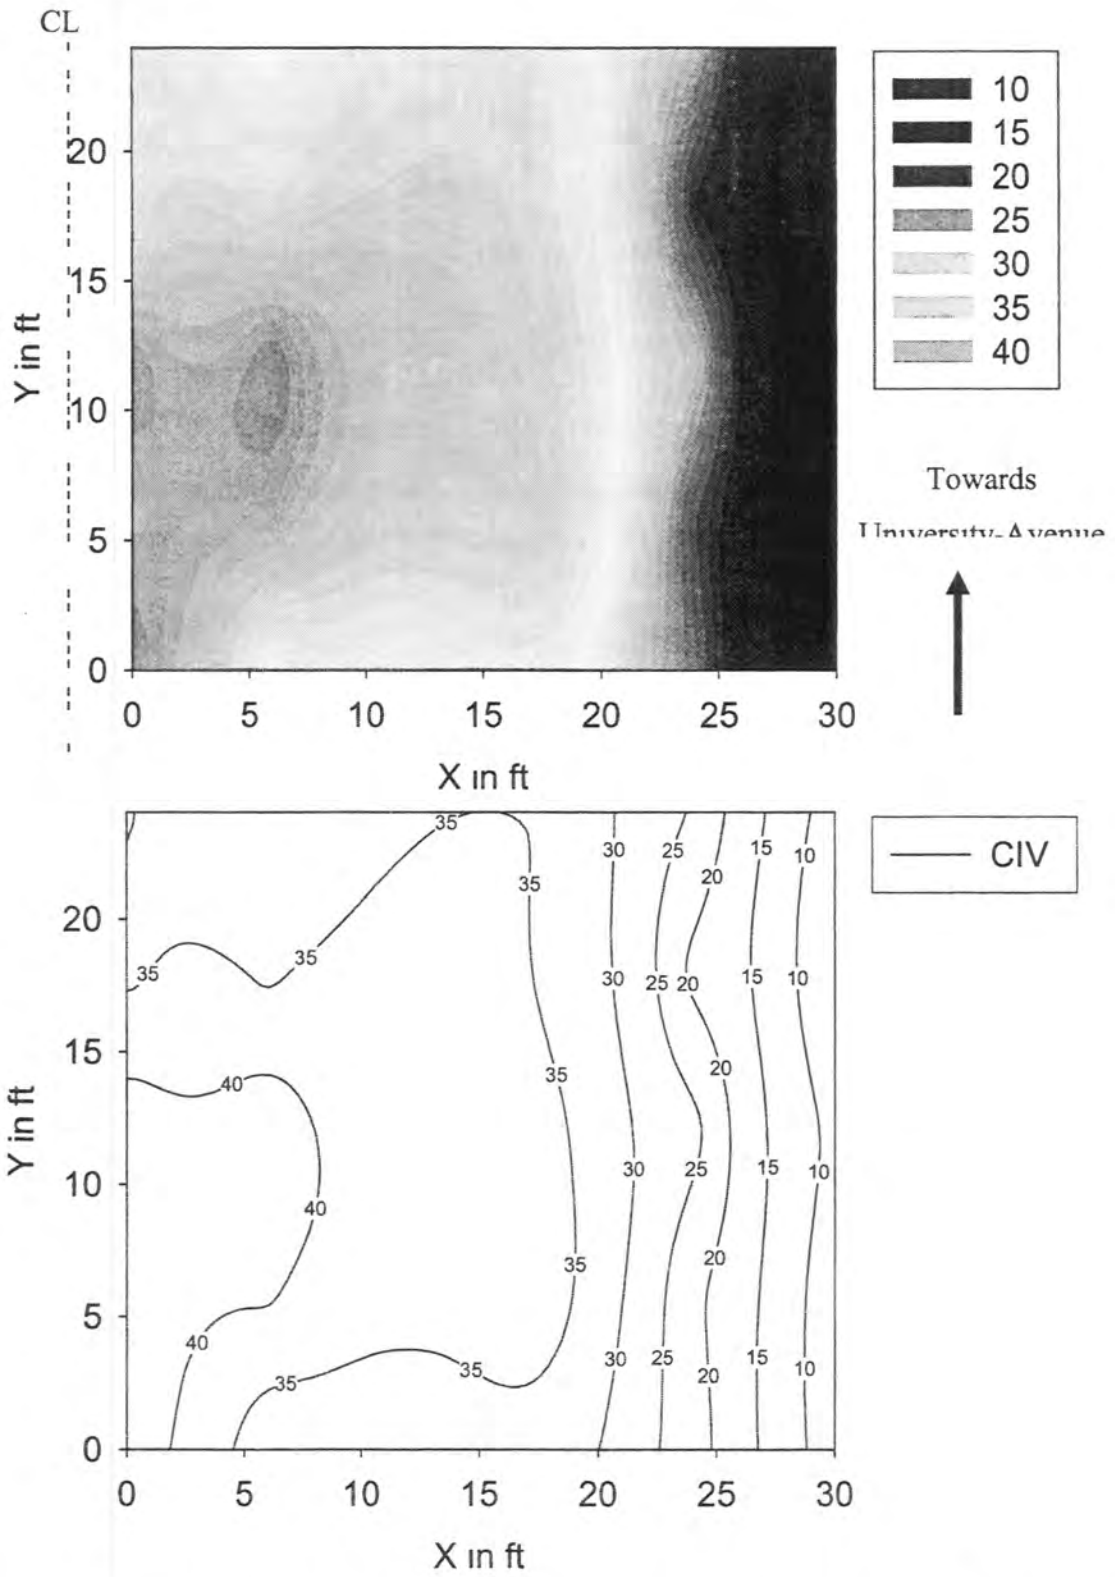 CL
20
15
10
5
0
Y in ft
0 5 10 15 20 25 30
X in ft
10
15
20
25
30
35
40
Towards
University-Avenue
20
15
10
5
0
Y in ft
0 5 10 15 20 25 30
X in ft
CIV
35 30 25 15 10
35 20
35 35 30 25 20 15 10
40 35 20
40 30 25 15 10
35 20
40 35 35 30 25 20 15 10